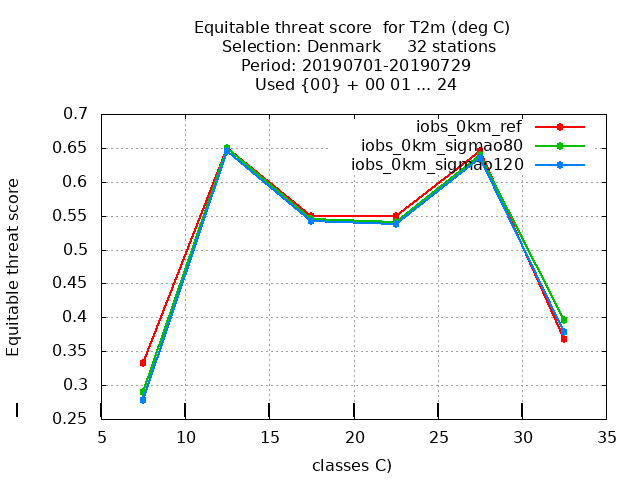 Equitable threat score for T2m (deg C)
Selection: Denmark 32 stations
Period: 20190701-20190729
Used {00} + 00 01 ... 24
iobs_0km_ref
iobs_0km_sigmao80
iobs_0km_sigmao120
0.7
0.65
0.6
0.55
0.5
0.45
0.4
0.35
0.3
0.25
Equitable threat score
5
10
15
20
25
30
35
classes C)